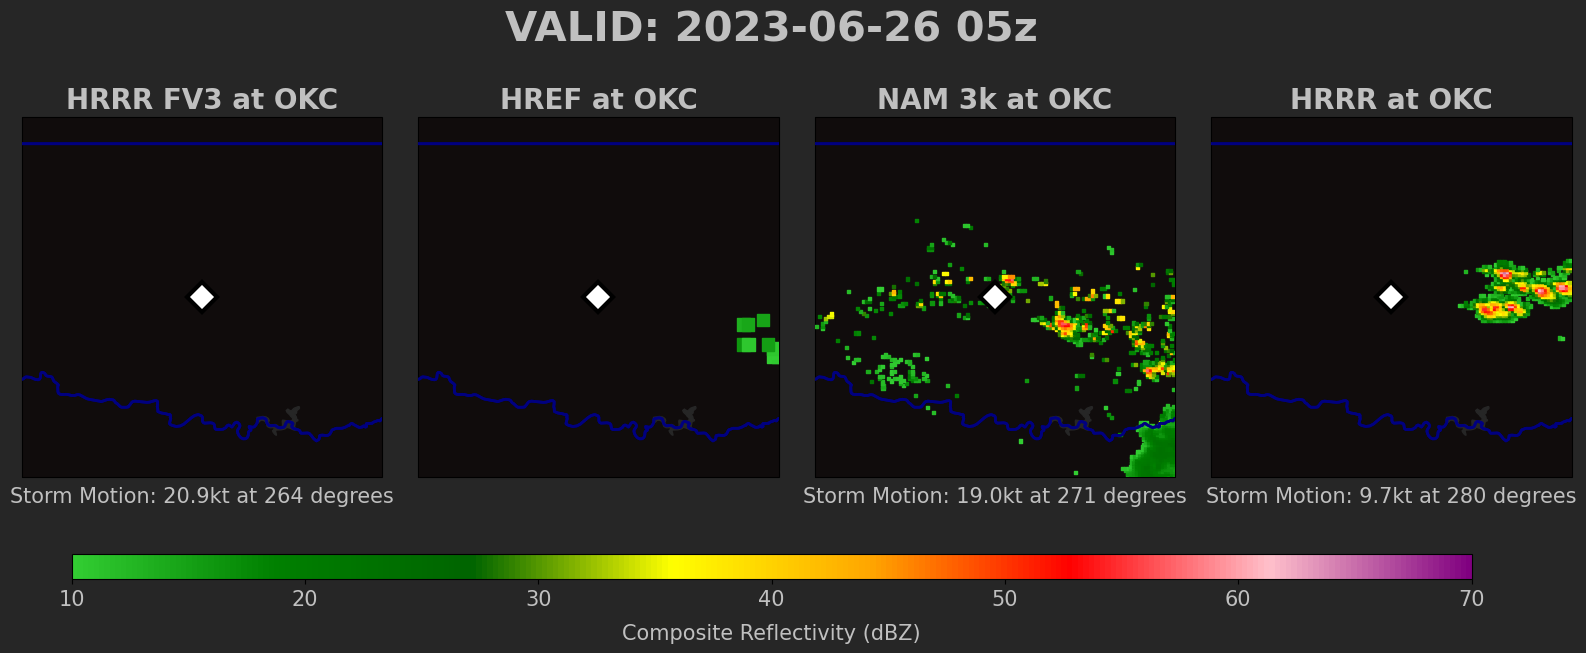 VALID: 2023-06-26 05z
HRRR FV3 at OKC
HREF at OKC
NAM 3k at OKC
HRRR at OKC
Storm Motion: 20.9kt at 264 degrees
Storm Motion: 19.0kt at 271 degrees
Storm Motion: 9.7kt at 280 degrees
10 20 30 40 50 60 70
Composite Reflectivity (dBZ)